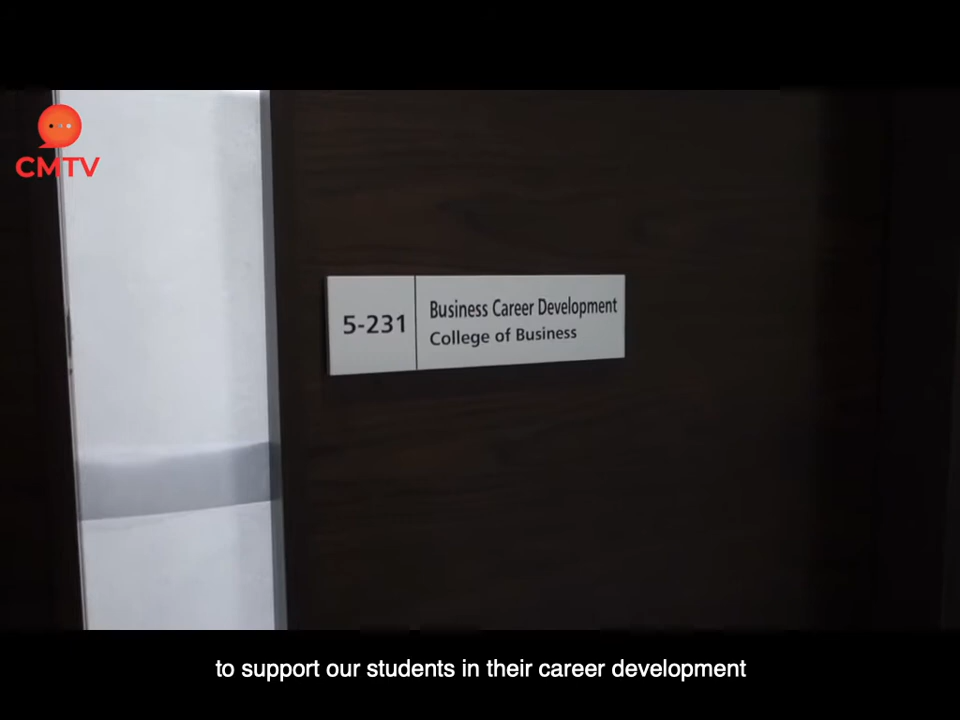 CMTV
5-231
Business Career Development
College of Business
to support our students in their career development